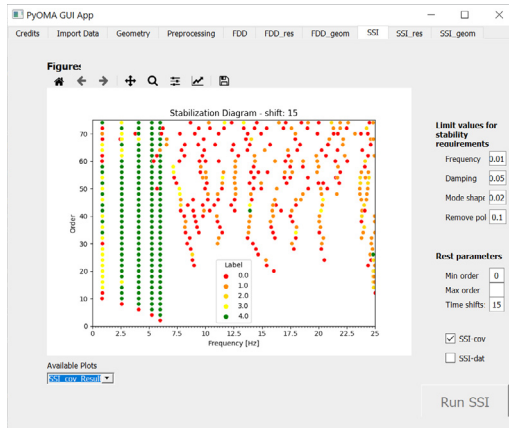 PyOMA GUI App
Credits Import Data Geometry Preprocessing FDD FDD_res FDD_geom SSI SSI_res SSI_geom
Figures
Stabilization Diagram - shift: 15
Order
70
60
50
40
30
20
10
0
0 2.5 5 7.5 10 12.5 15 17.5 20 22.5 25
Frequency [Hz]
Label
0.0
1.0
2.0
3.0
4.0
Limit values for
stability
requirements
Frequency 0.01
Damping 0.05
Mode shape 0.02
Remove pol 0.1
Rest parameters
Min order 0
Max order
Time shifts: 15
SSI-cov
SSI-dat
Available Plots
SSI_cov_Result
Run SSI